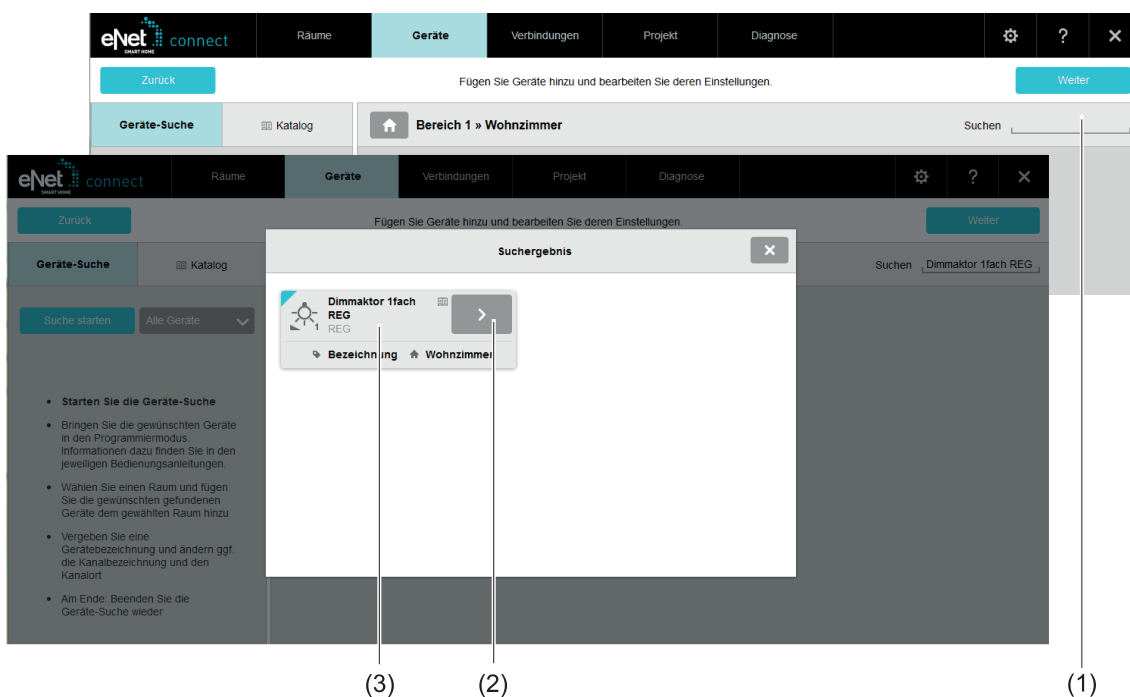 eNet connect
SMART HOME
Räume
Geräte
Verbindungen
Projekt
Diagnose
?
Zurück
Fügen Sie Geräte hinzu und bearbeiten Sie deren Einstellungen.
Weiter
Geräte-Suche
Katalog
Bereich 1 » Wohnzimmer
Suchen
eNet connect
SMART HOME
Räume
Geräte
Verbindungen
Projekt
Diagnose
?
Zurück
Fügen Sie Geräte hinzu und bearbeiten Sie deren Einstellungen.
Weiter
Geräte-Suche
Katalog
Suchergebnis
Suchen
Dimmaktor 1fach REG
Suche starten
Alle Geräte
Dimmaktor 1fach
REG
REG
1
Bezeichnung
Wohnzimmer
• Starten Sie die Geräte-Suche
• Bringen Sie die gewünschten Geräte
in den Programmiermodus.
Informationen dazu finden Sie in den
jeweiligen Bedienungsanleitungen.
• Wählen Sie einen Raum und fügen
Sie die gewünschten gefundenen
Geräte dem gewählten Raum hinzu
• Vergeben Sie eine
Gerätebezeichnung und ändern ggf.
die Kanalbezeichnung und den
Kanalort
• Am Ende: Beenden Sie die
Geräte-Suche wieder
(3)
(2)
(1)